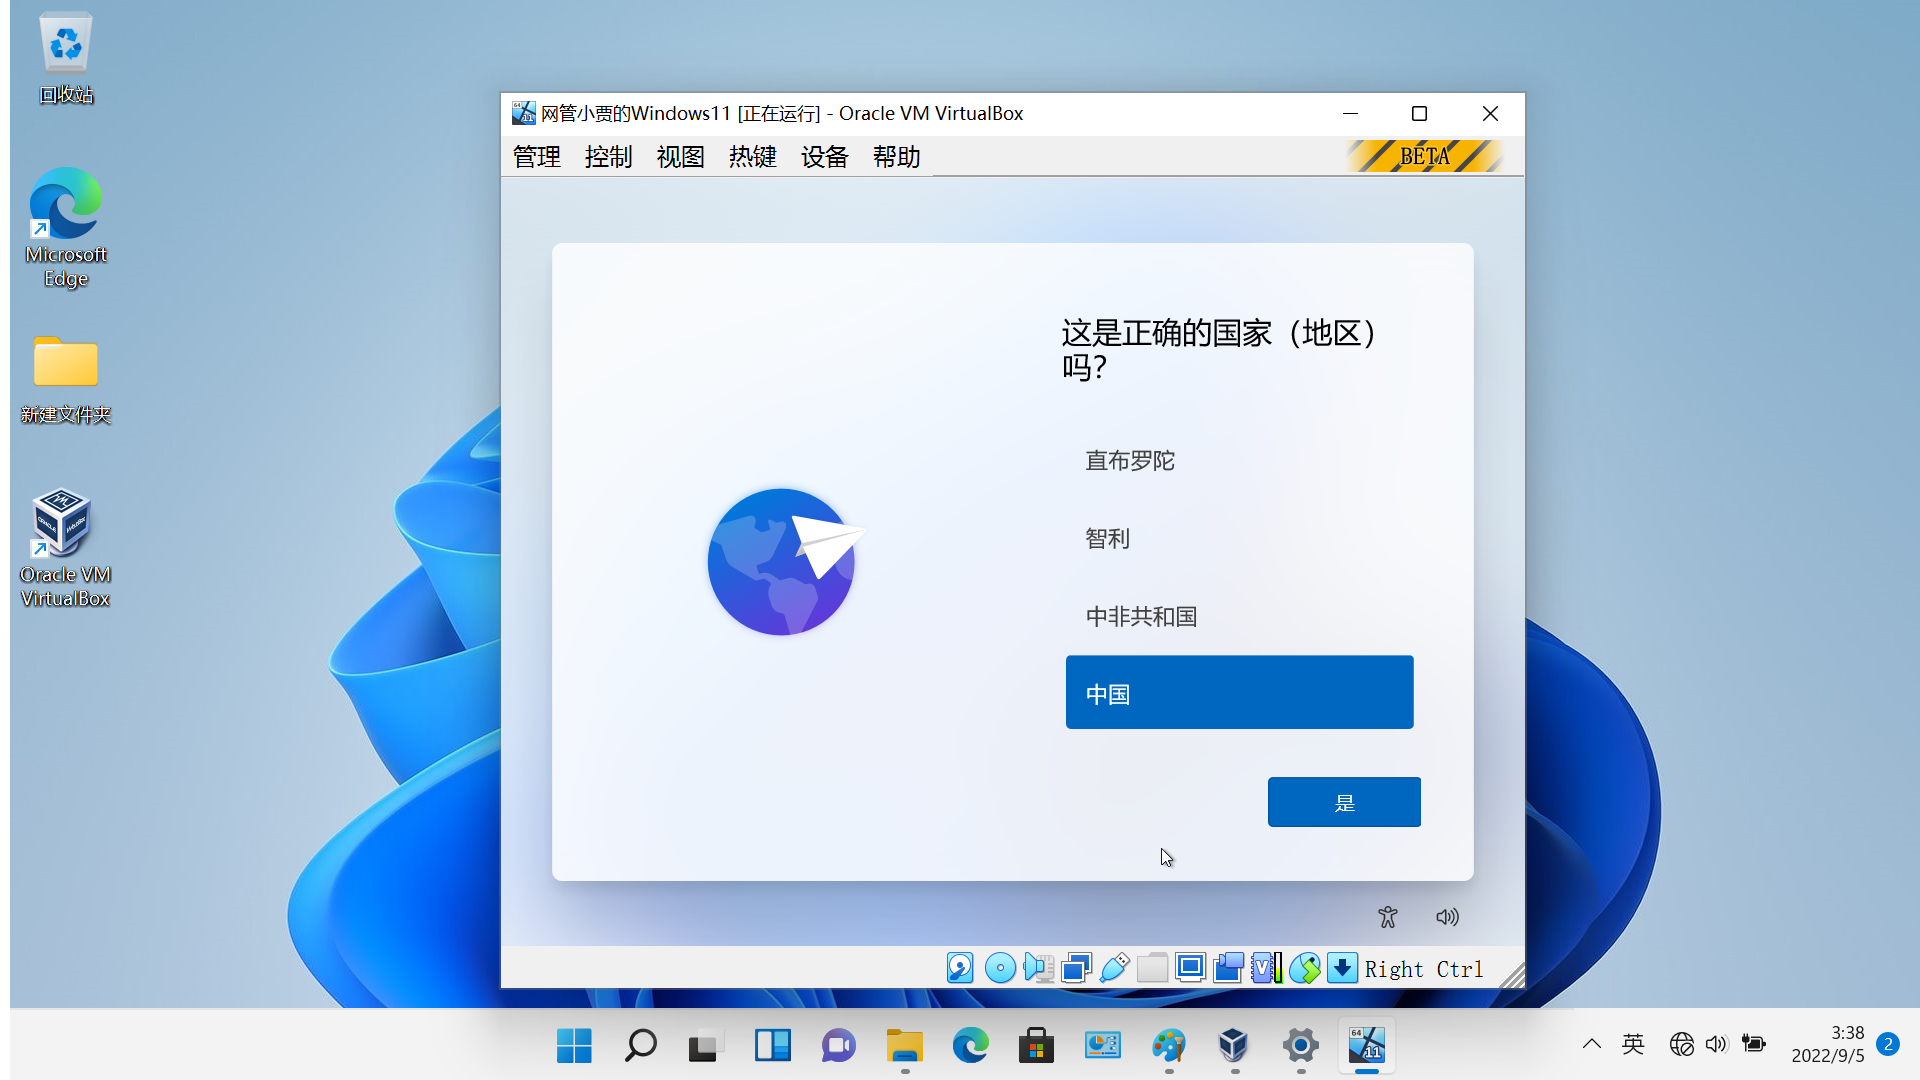 回收站
Microsoft
Edge
新建文件夹
Oracle VM
VirtualBox
网管小贾的Windows11 [正在运行] - Oracle VM VirtualBox
管理 控制 视图 热键 设备 帮助
BETA
这是正确的国家（地区）
吗?
直布罗陀
智利
中非共和国
中国
是
Right Ctrl
英
3:38
2022/9/5
2